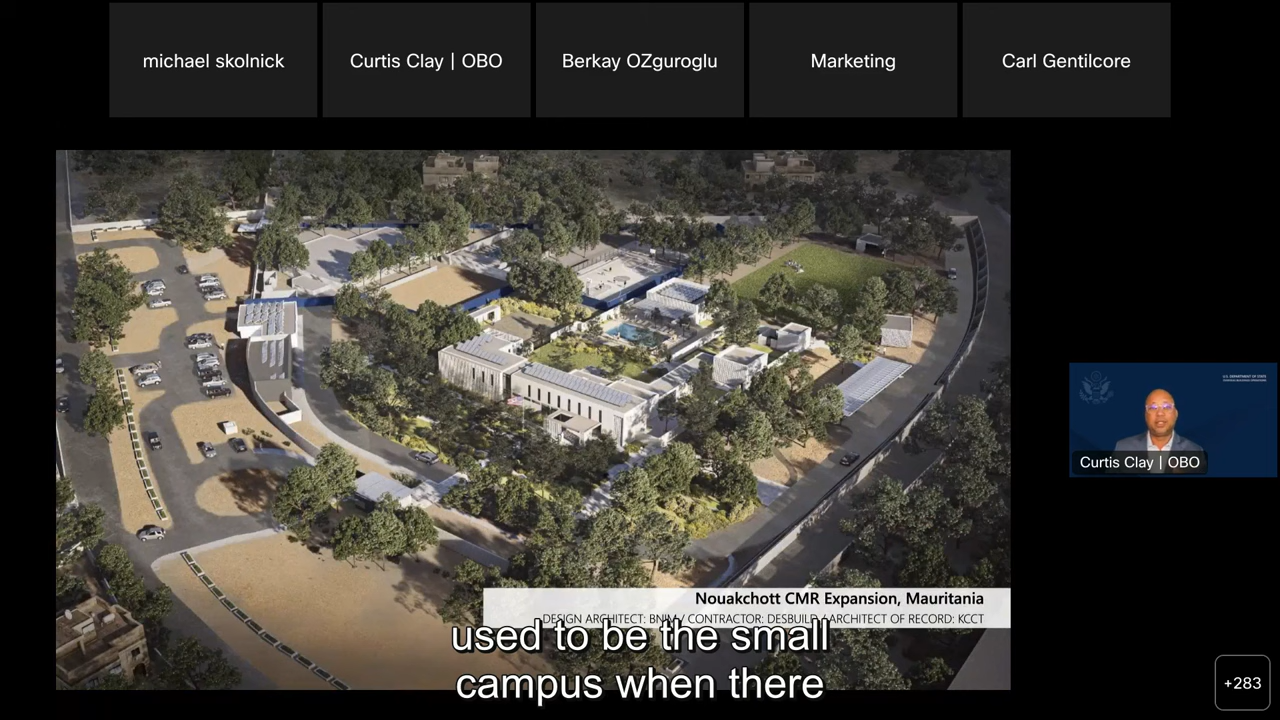 michael skolnick
Curtis Clay | OBO
Berkay OZguroglu
Marketing
Carl Gentilcore
U.S. DEPARTMENT OF STATE
Curtis Clay | OBO
Nouakchott CMR Expansion, Mauritania
DESIGN ARCHITECT: BNIM / CONTRACTOR: DESBUILD / ARCHITECT OF RECORD: KCCT
used to be the small
campus when there
+283